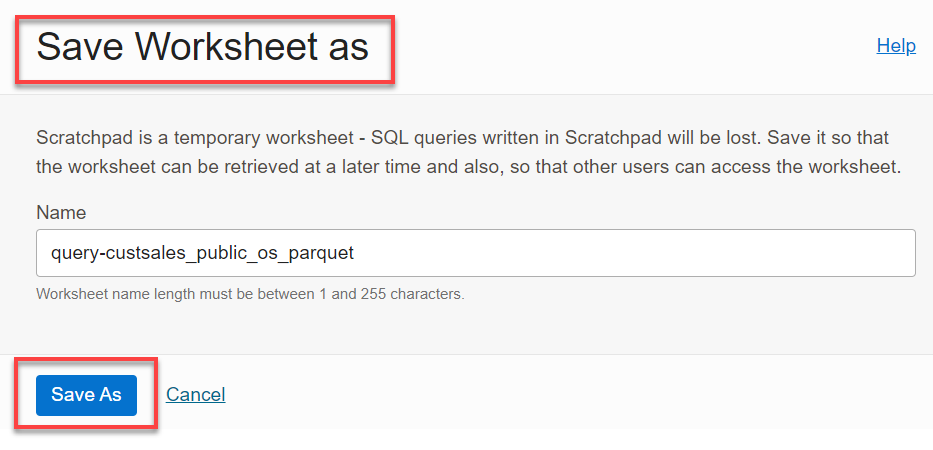 Save Worksheet as
Help
Scratchpad is a temporary worksheet - SQL queries written in Scratchpad will be lost. Save it so that
the worksheet can be retrieved at a later time and also, so that other users can access the worksheet.
Name
query-custsales_public_os_parquet
Worksheet name length must be between 1 and 255 characters.
Save As
Cancel